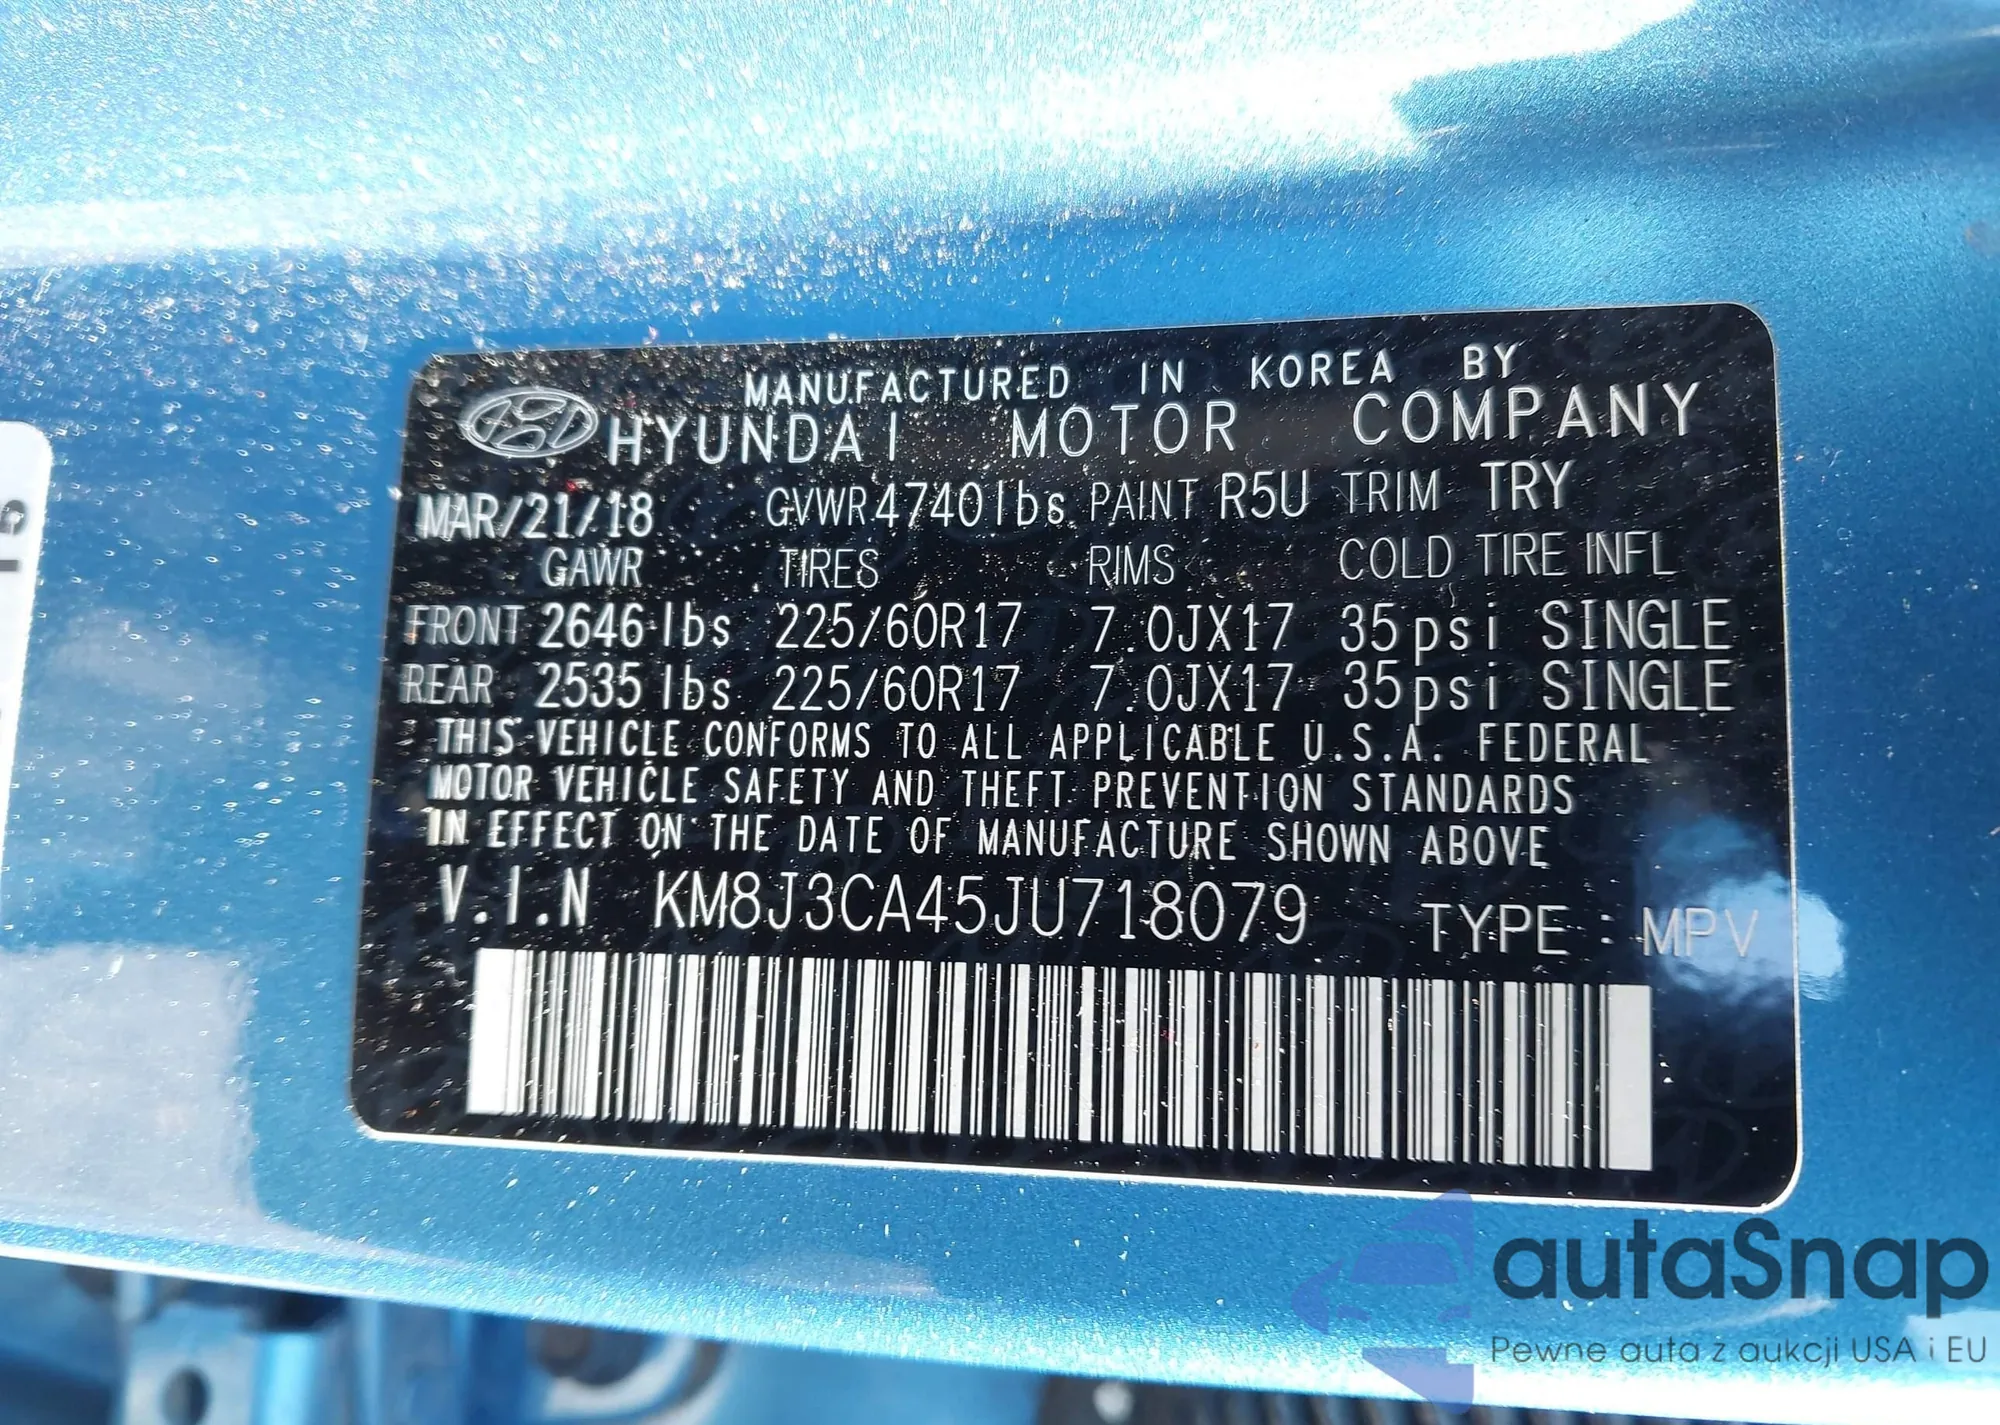 MANUFACTURED IN KOREA BY
HYUNDAI MOTOR COMPANY
MAR/21/18 GVWR 4740lbs PAINT R5U TRIM TRY
GAWR TIRES RIMS COLD TIRE INFL
FRONT 2646 lbs 225/60R17 7.0JX17 35psi SINGLE
REAR 2535 lbs 225/60R17 7.0JX17 35psi SINGLE
THIS VEHICLE CONFORMS TO ALL APPLICABLE U.S.A. FEDERAL
MOTOR VEHICLE SAFETY AND THEFT PREVENTION STANDARDS
IN EFFECT ON THE DATE OF MANUFACTURE SHOWN ABOVE
V.I.N KM8J3CA45JU718079 TYPE : MPV
autaSnap
Pewne auta z aukcji USA i EU